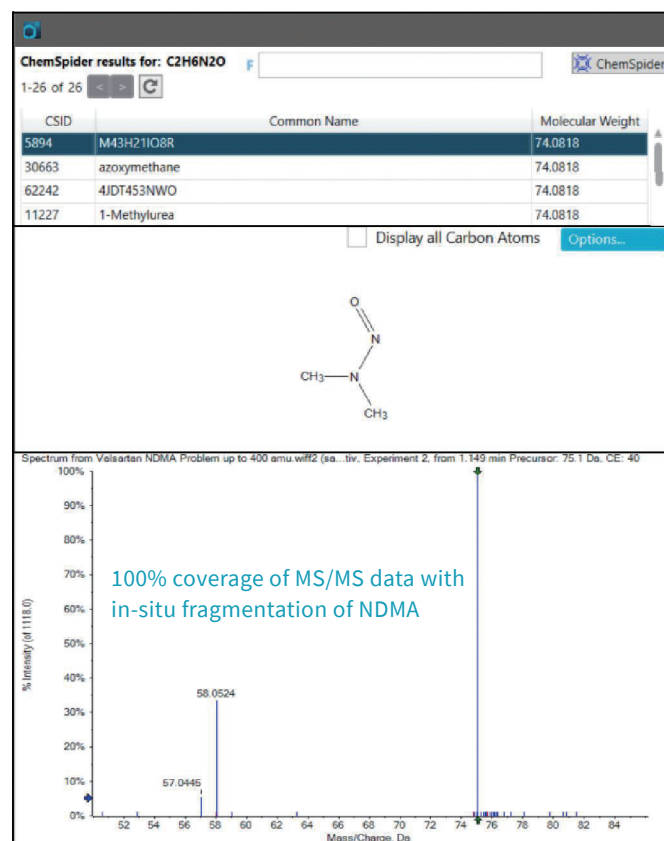 ChemSpider results for: C2H6N2O F ChemSpider
1-26 of 26 < >
CSID Common Name Molecular Weight
5894 M43H21IO8R 74.0818
30663 azoxymethane 74.0818
62242 4JDT453NWO 74.0818
11227 1-Methylurea 74.0818
Display all Carbon Atoms Options...
O
N
CH3 N
CH3
Spectrum from Valsartan NDMA Problem up to 400 amu.wiff2 (sa...tiv, Experiment 2, from 1.149 min Precursor: 75.1 Da, CE: 40
100%
90%
80%
70%
100% coverage of MS/MS data with
in-situ fragmentation of NDMA
60%
50%
40%
30%
20%
10%
0%
% Intensity (of 1118.0)
58.0524
57.0445
52 54 56 58 60 62 64 66 68 70 72 74 76 78 80 82 84
Mass/Charge, Da